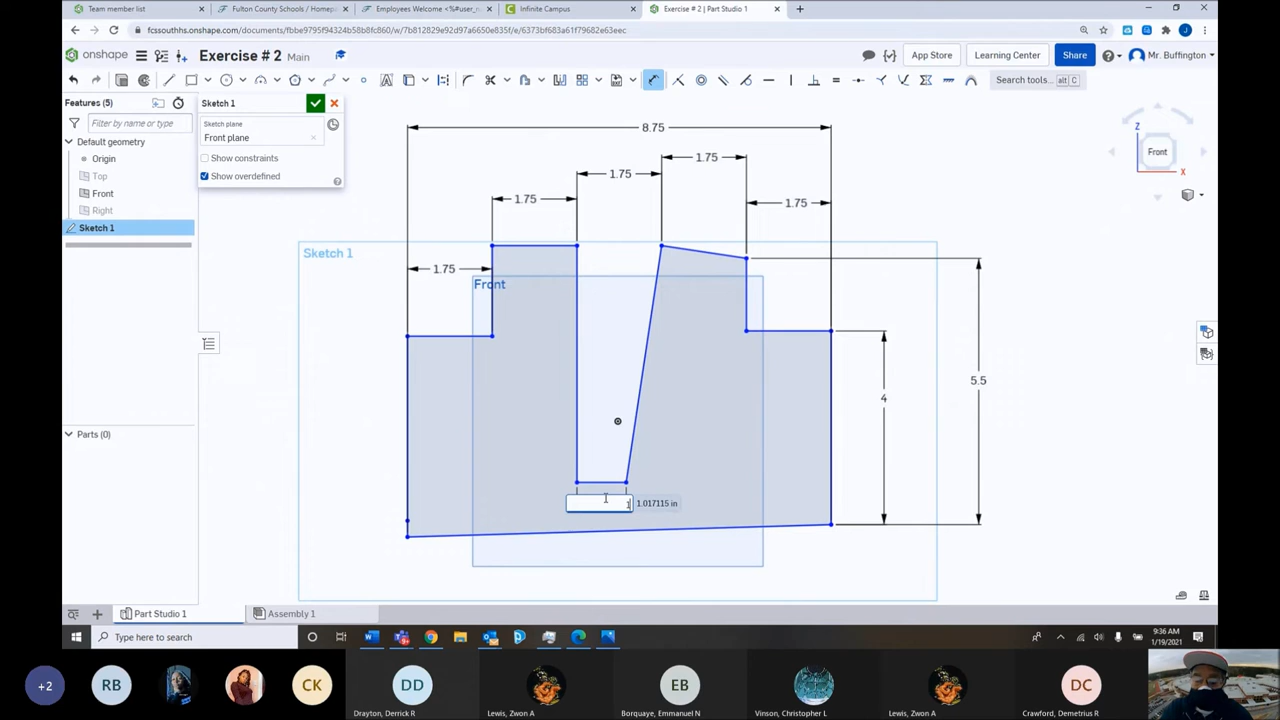 Team member list
Fulton County Schools / Homep
Employees Welcome <%#user_n
Infinite Campus
Exercise # 2 | Part Studio 1
fcssouthhs.onshape.com/documents/fbbe9795f94324b58b8fc860/w/7b812829c92d97a6650e835f/e/6373bf683a61f79682e63eec
onshape
Exercise # 2 Main
App Store
Learning Center
Share
Mr. Buffington
Search tools...
alt C
Features (5)
Filter by name or type
Default geometry
Origin
Top
Front
Right
Sketch 1
Parts (0)
Sketch 1
Sketch plane
Front plane
Show constraints
Show overdefined
8.75
1.75
1.75
1.75
1.75
1.75
Sketch 1
Front
5.5
4
1
1.017115 in
Z
Front
X
Part Studio 1
Assembly 1
Type here to search
9:36 AM
1/19/2021
+2
RB
CK
DD
EB
DC
Drayton, Derrick R
Lewis, Zwon A
Borquaye, Emmanuel N
Vinson, Christopher L
Lewis, Zwon A
Crawford, Demetrius R